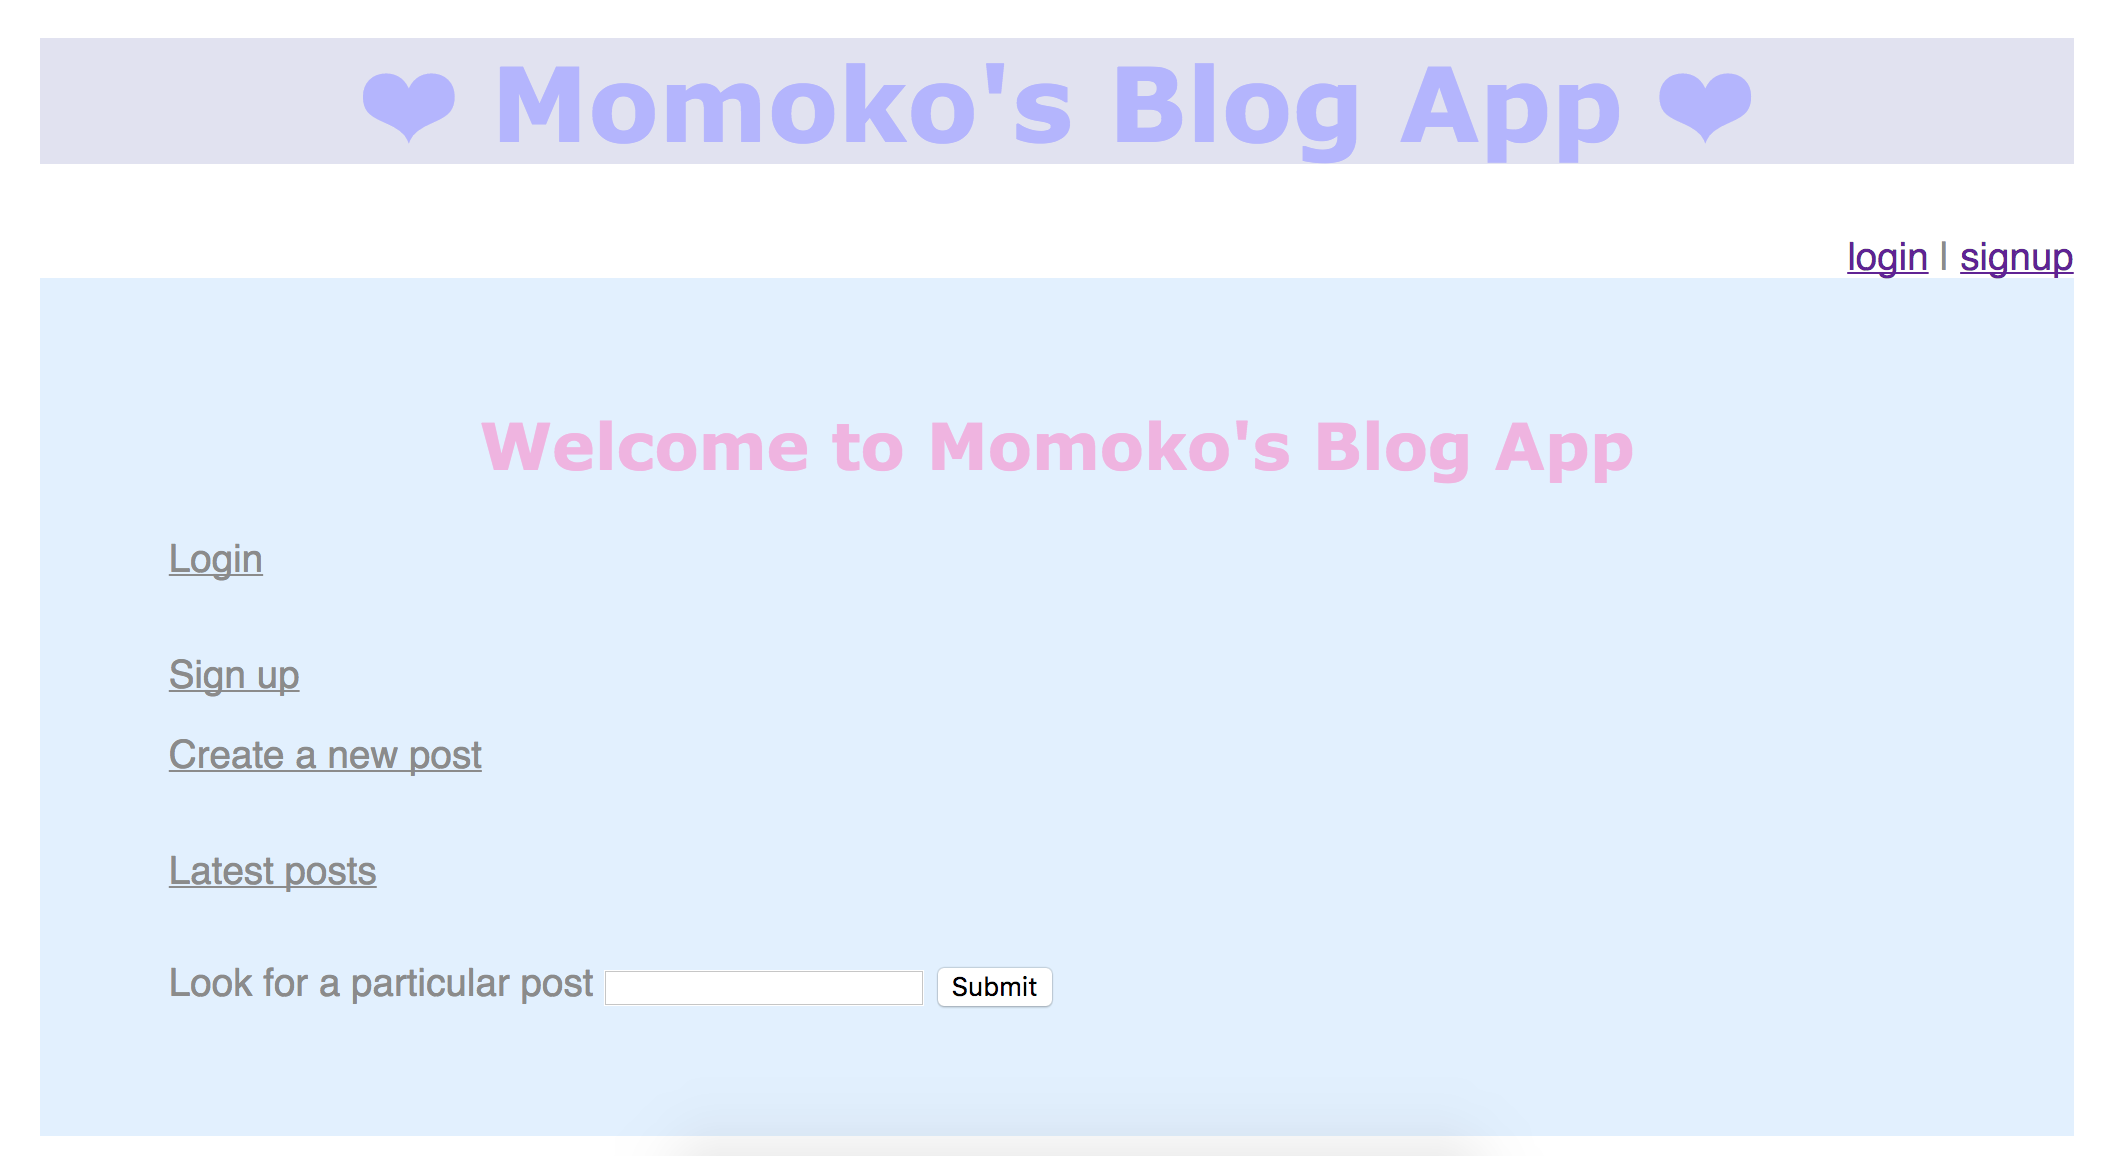 ❤ Momoko's Blog App ❤
login | signup
Welcome to Momoko's Blog App
Login
Sign up
Create a new post
Latest posts
Look for a particular post Submit